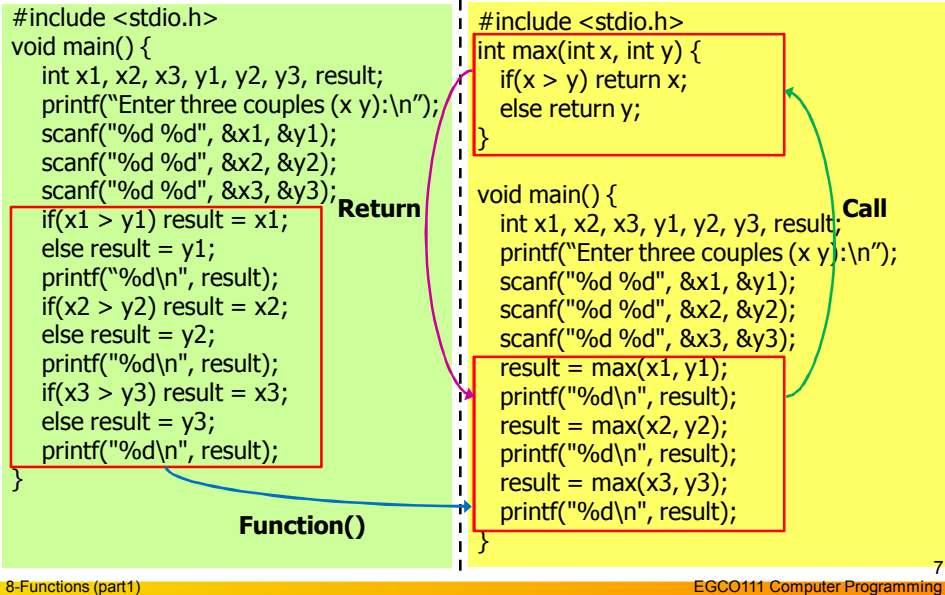 #include <stdio.h>
void main() {
int x1, x2, x3, y1, y2, y3, result;
printf(“Enter three couples (x y):\n”);
scanf("%d %d", &x1, &y1);
scanf("%d %d", &x2, &y2);
scanf("%d %d", &x3, &y3);
if(x1 > y1) result = x1;
else result = y1;
printf(“%d\n", result);
if(x2 > y2) result = x2;
else result = y2;
printf("%d\n", result);
if(x3 > y3) result = x3;
else result = y3;
printf("%d\n", result);
}
Function()
Return
#include <stdio.h>
int max(int x, int y) {
if(x > y) return x;
else return y;
}
void main() {
int x1, x2, x3, y1, y2, y3, result;
printf(“Enter three couples (x y):\n”);
scanf("%d %d", &x1, &y1);
scanf("%d %d", &x2, &y2);
scanf("%d %d", &x3, &y3);
result = max(x1, y1);
printf("%d\n", result);
result = max(x2, y2);
printf("%d\n", result);
result = max(x3, y3);
printf("%d\n", result);
}
Call
7
8-Functions (part1)
EGCO111 Computer Programming